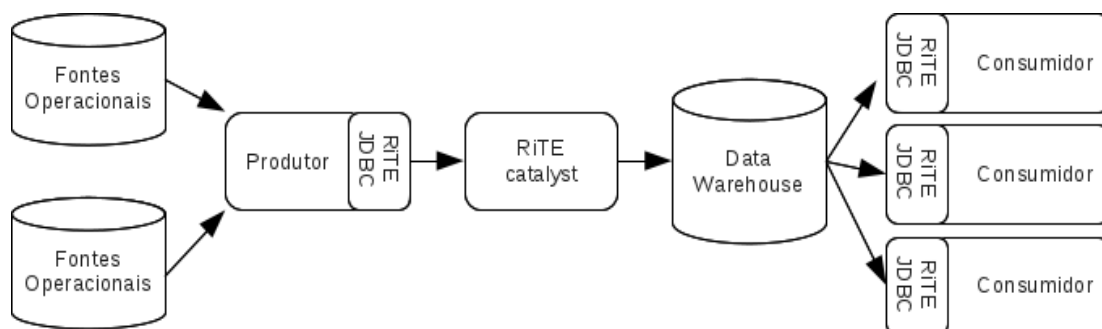 Fontes
Operacionais
Fontes
Operacionais
Produtor
RiTE
JDBC
RiTE
catalyst
Data
Warehouse
RiTE
JDBC
Consumidor
RiTE
JDBC
Consumidor
RiTE
JDBC
Consumidor